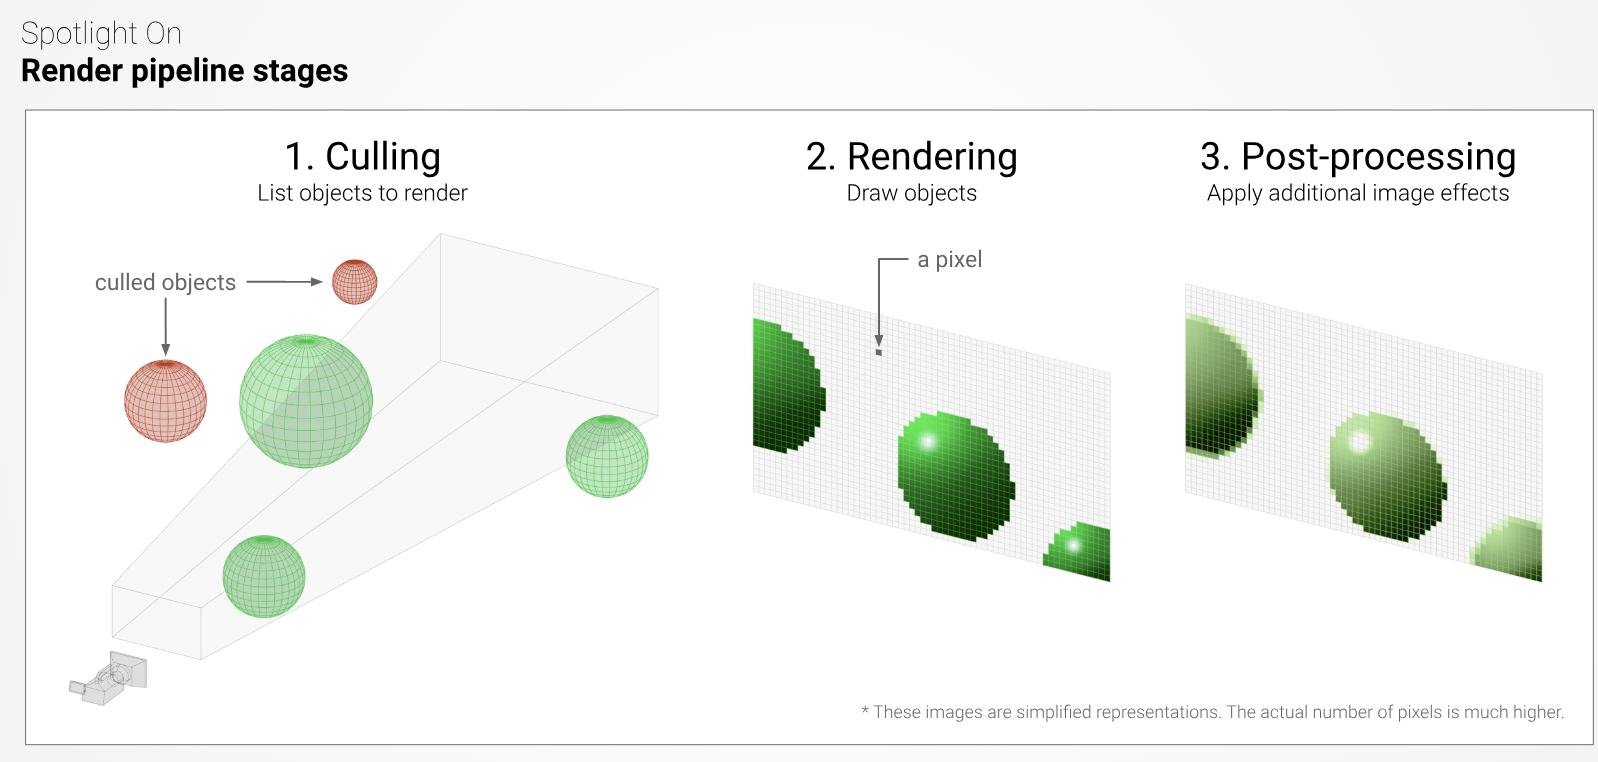 Spotlight On
Render pipeline stages
1. Culling
List objects to render
culled objects
2. Rendering
Draw objects
a pixel
3. Post-processing
Apply additional image effects
* These images are simplified representations. The actual number of pixels is much higher.